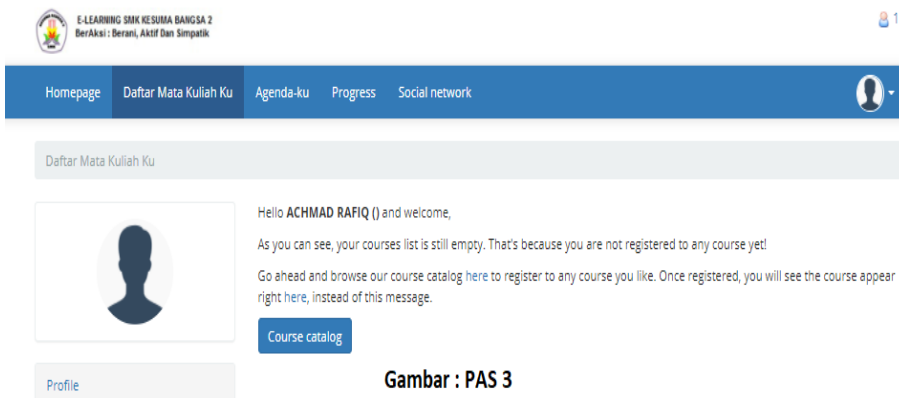 E-LEARNING SMK KESUMA BANGSA 2
BerAksi : Berani, Aktif Dan Simpatik
1
Homepage Daftar Mata Kuliah Ku Agenda-ku Progress Social network
Daftar Mata Kuliah Ku
Hello ACHMAD RAFIQ () and welcome,
As you can see, your courses list is still empty. That's because you are not registered to any course yet!
Go ahead and browse our course catalog here to register to any course you like. Once registered, you will see the course appear
right here, instead of this message.
Course catalog
Profile
Gambar : PAS 3